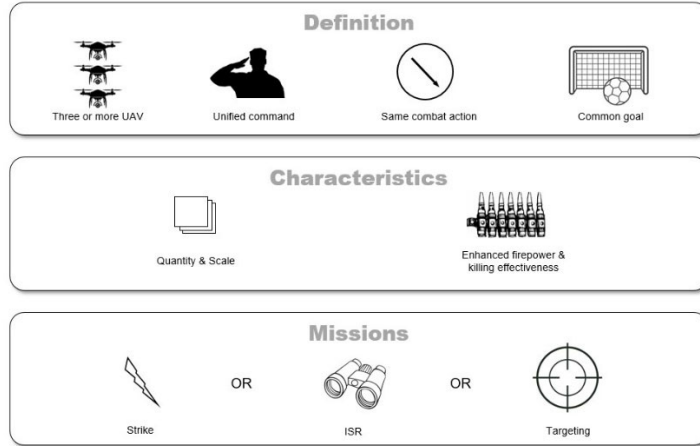 Definition
Three or more UAV
Unified command
Same combat action
Common goal
Characteristics
Quantity & Scale
Enhanced firepower &
killing effectiveness
Missions
OR
OR
Strike
ISR
Targeting